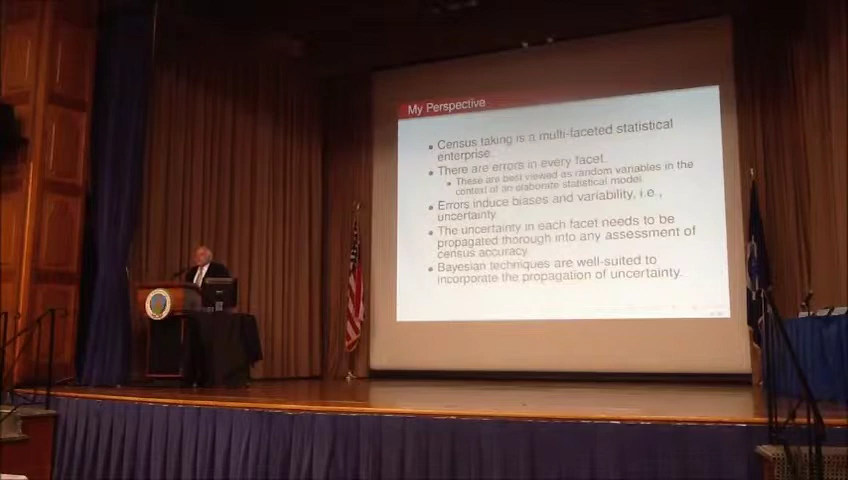 My Perspective
Census taking is a multi-faceted statistical
enterprise.
There are errors in every facet.
These are best viewed as random variables in the
context of an elaborate statistical model
Errors induce biases and variability, i.e.,
uncertainty.
The uncertainty in each facet needs to be
propagated thorough into any assessment of
census accuracy.
Bayesian techniques are well-suited to
incorporate the propagation of uncertainty.